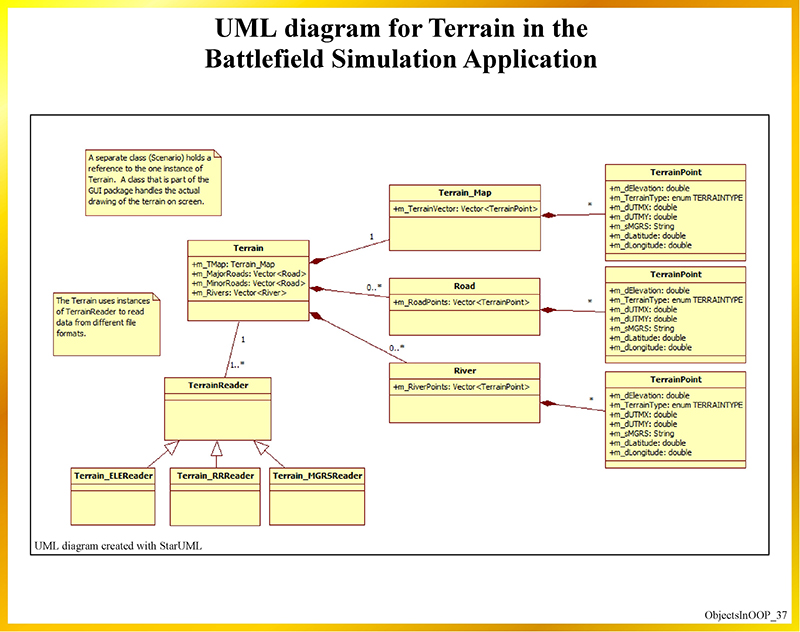 UML diagram for Terrain in the
Battlefield Simulation Application
A separate class (Scenario) holds a
reference to the one instance of
Terrain. A class that is part of the
GUI package handles the actual
drawing of the terrain on screen.
The Terrain uses instances
of TerrainReader to read
data from different file
formats.
Terrain
+m_TMap: Terrain_Map
+m_MajorRoads: Vector<Road>
+m_MinorRoads: Vector<Road>
+m_Rivers: Vector<River>
1
0..*
0..*
1
1..*
TerrainReader
Terrain_ELEReader
Terrain_RRReader
Terrain_MGRSReader
Terrain_Map
+m_TerrainVector: Vector<TerrainPoint>
*
Road
+m_RoadPoints: Vector<TerrainPoint>
*
River
+m_RiverPoints: Vector<TerrainPoint>
*
TerrainPoint
+m_dElevation: double
+m_TerrainType: enum TERRAINTYPE
+m_dUTMX: double
+m_dUTMY: double
+m_sMGRS: String
+m_dLatitude: double
+m_dLongitude: double
TerrainPoint
+m_dElevation: double
+m_TerrainType: enum TERRAINTYPE
+m_dUTMX: double
+m_dUTMY: double
+m_sMGRS: String
+m_dLatitude: double
+m_dLongitude: double
TerrainPoint
+m_dElevation: double
+m_TerrainType: enum TERRAINTYPE
+m_dUTMX: double
+m_dUTMY: double
+m_sMGRS: String
+m_dLatitude: double
+m_dLongitude: double
UML diagram created with StarUML
ObjectsInOOP_37